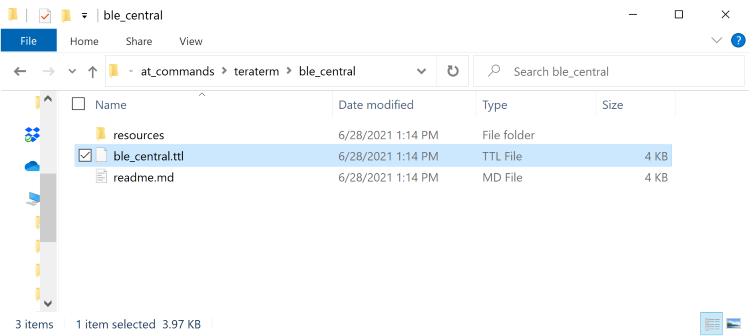 ble_central
File Home Share View
at_commands teraterm ble_central Search ble_central
Name Date modified Type Size
resources 6/28/2021 1:14 PM File folder
ble_central.ttl 6/28/2021 1:14 PM TTL File 4 KB
readme.md 6/28/2021 1:14 PM MD File 4 KB
3 items 1 item selected 3.97 KB